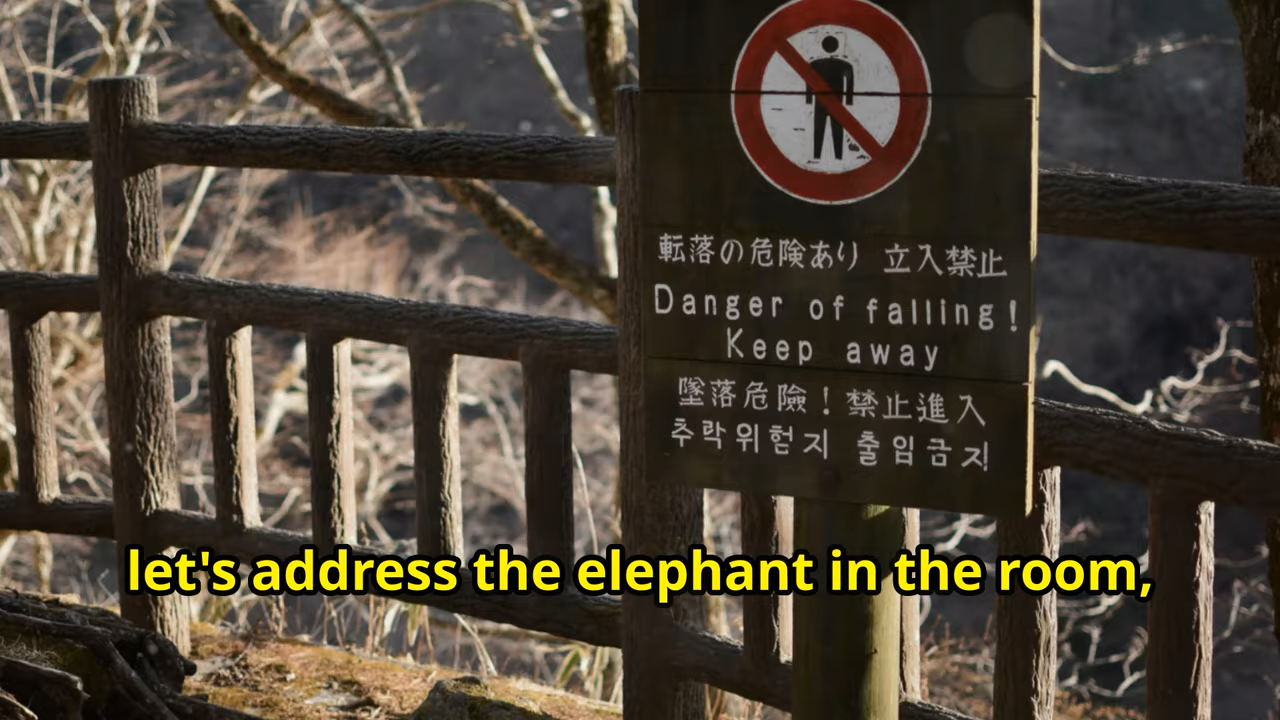 転落の危険あり 立入禁止
Danger of falling!
Keep away
墜落危險！禁止進入
추락위험지 출입금지
let's address the elephant in the room,